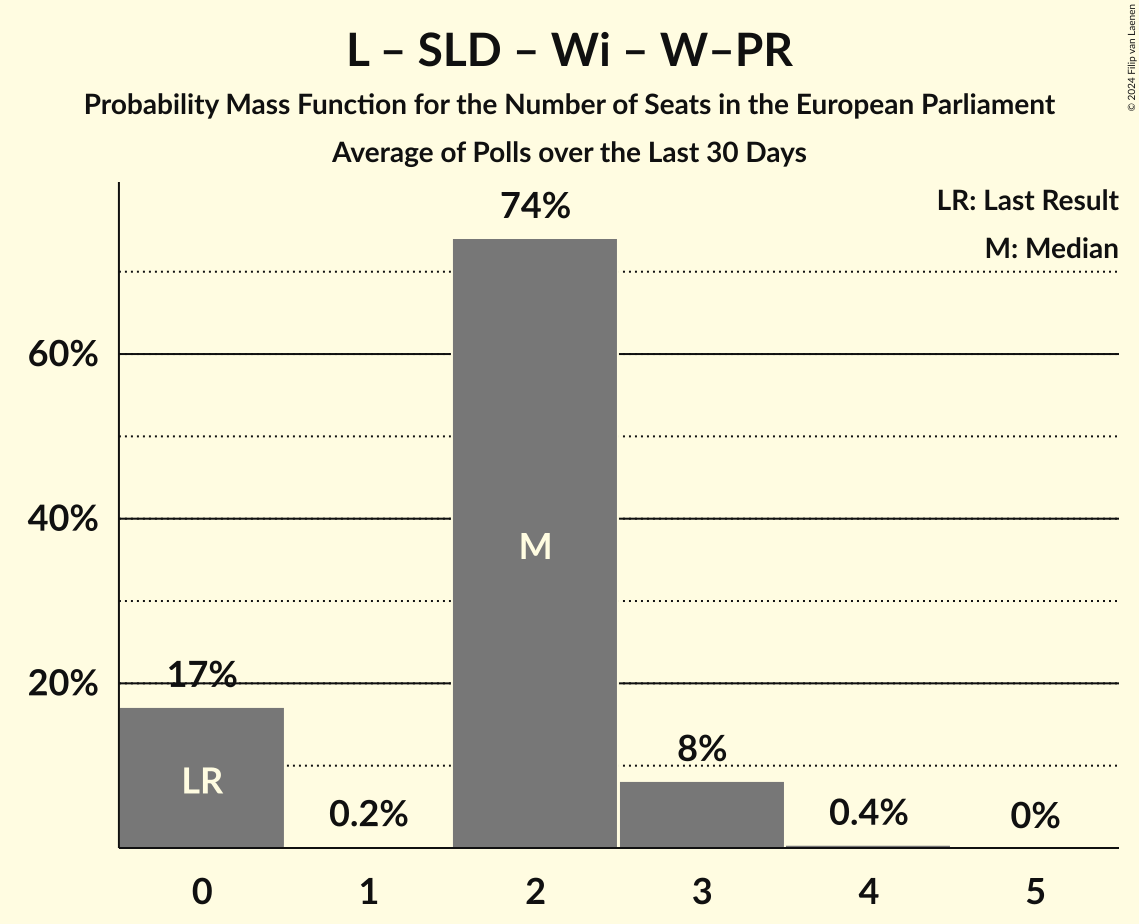 L – SLD – Wi – W–PR
Probability Mass Function for the Number of Seats in the European Parliament
Average of Polls over the Last 30 Days
© 2024 Filip van Laenen
LR: Last Result
M: Median
74%
60%
40%
M
20%
17%
LR
8%
0.2%
0.4%
0%
0 1 2 3 4 5